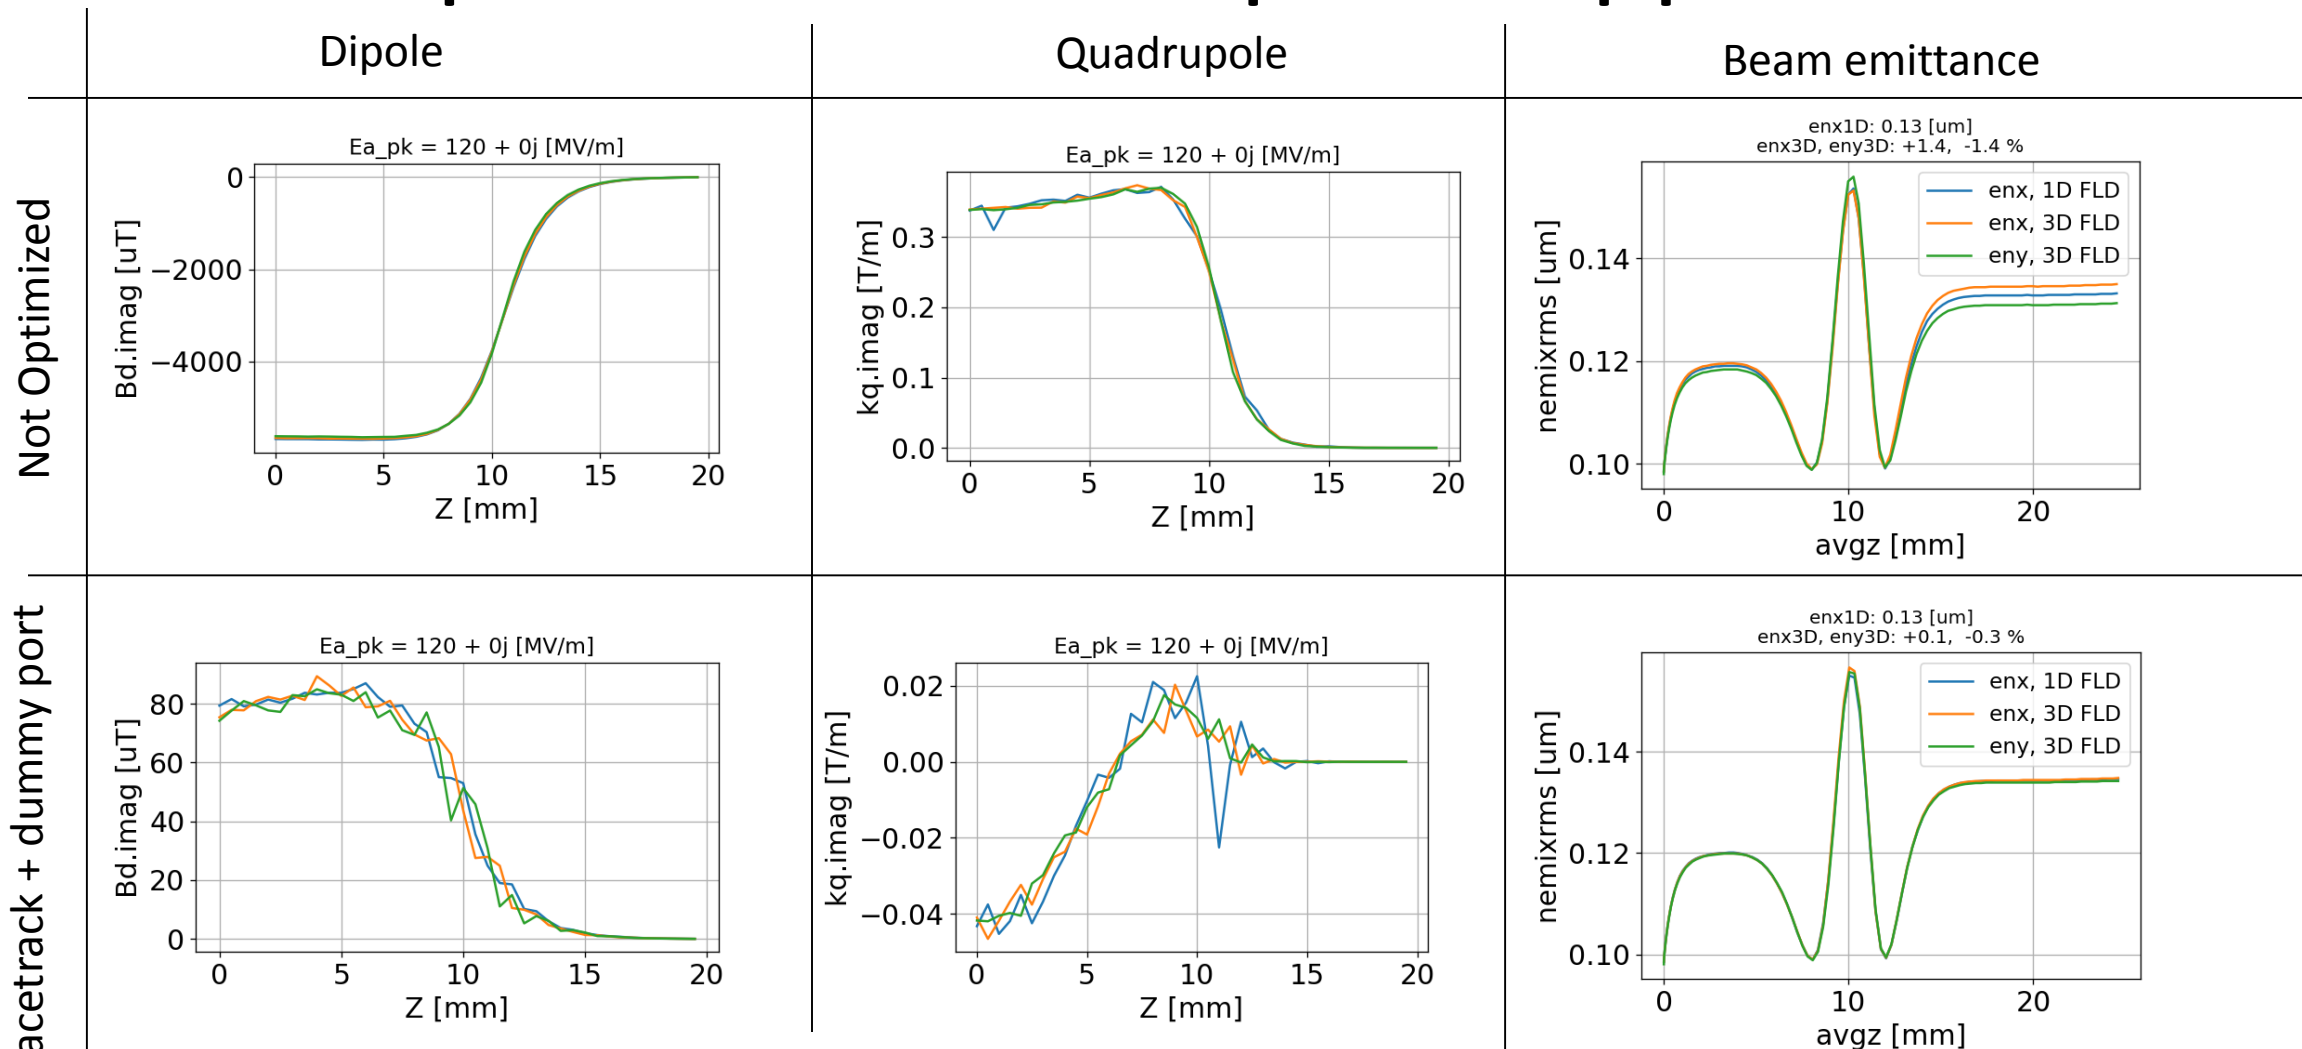 Dipole
Quadrupole
Beam emittance
Not Optimized
Ea_pk = 120 + 0j [MV/m]
0
−2000
−4000
Bd.imag [uT]
0 5 10 15 20
Z [mm]
Ea_pk = 120 + 0j [MV/m]
0.3
0.2
0.1
0.0
kq.imag [T/m]
0 5 10 15 20
Z [mm]
enx1D: 0.13 [um]
enx3D, eny3D: +1.4, -1.4 %
enx, 1D FLD
enx, 3D FLD
eny, 3D FLD
0.14
0.12
0.10
nemixrms [um]
0 10 20
avgz [mm]
acetrack + dummy port
Ea_pk = 120 + 0j [MV/m]
80
60
40
20
0
Bd.imag [uT]
0 5 10 15 20
Z [mm]
Ea_pk = 120 + 0j [MV/m]
0.02
0.00
−0.02
−0.04
kq.imag [T/m]
0 5 10 15 20
Z [mm]
enx1D: 0.13 [um]
enx3D, eny3D: +0.1, -0.3 %
enx, 1D FLD
enx, 3D FLD
eny, 3D FLD
0.14
0.12
0.10
nemixrms [um]
0 10 20
avgz [mm]